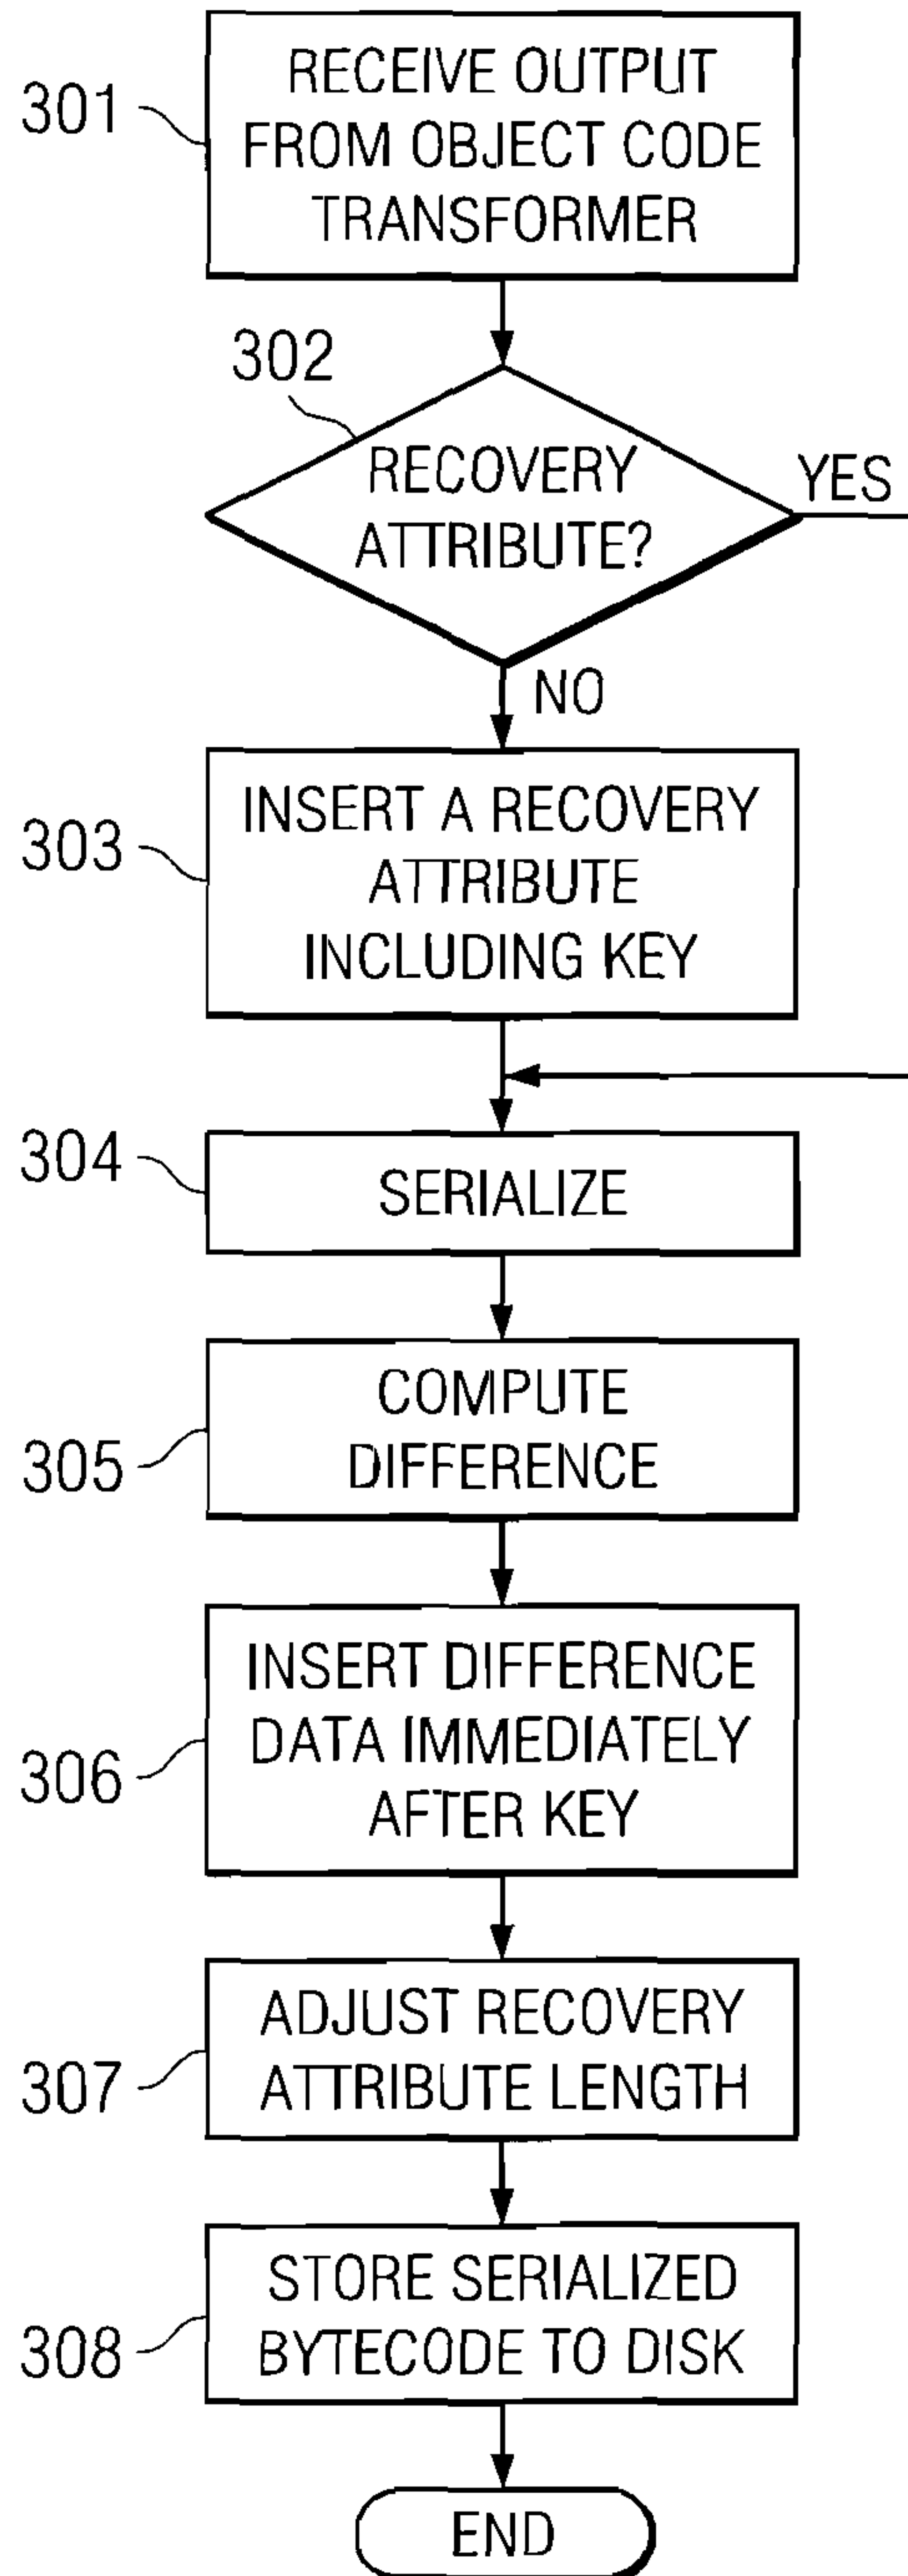 301
RECEIVE OUTPUT
FROM OBJECT CODE
TRANSFORMER
302
RECOVERY
ATTRIBUTE?
YES
NO
303
INSERT A RECOVERY
ATTRIBUTE
INCLUDING KEY
304
SERIALIZE
305
COMPUTE
DIFFERENCE
306
INSERT DIFFERENCE
DATA IMMEDIATELY
AFTER KEY
307
ADJUST RECOVERY
ATTRIBUTE LENGTH
308
STORE SERIALIZED
BYTECODE TO DISK
END